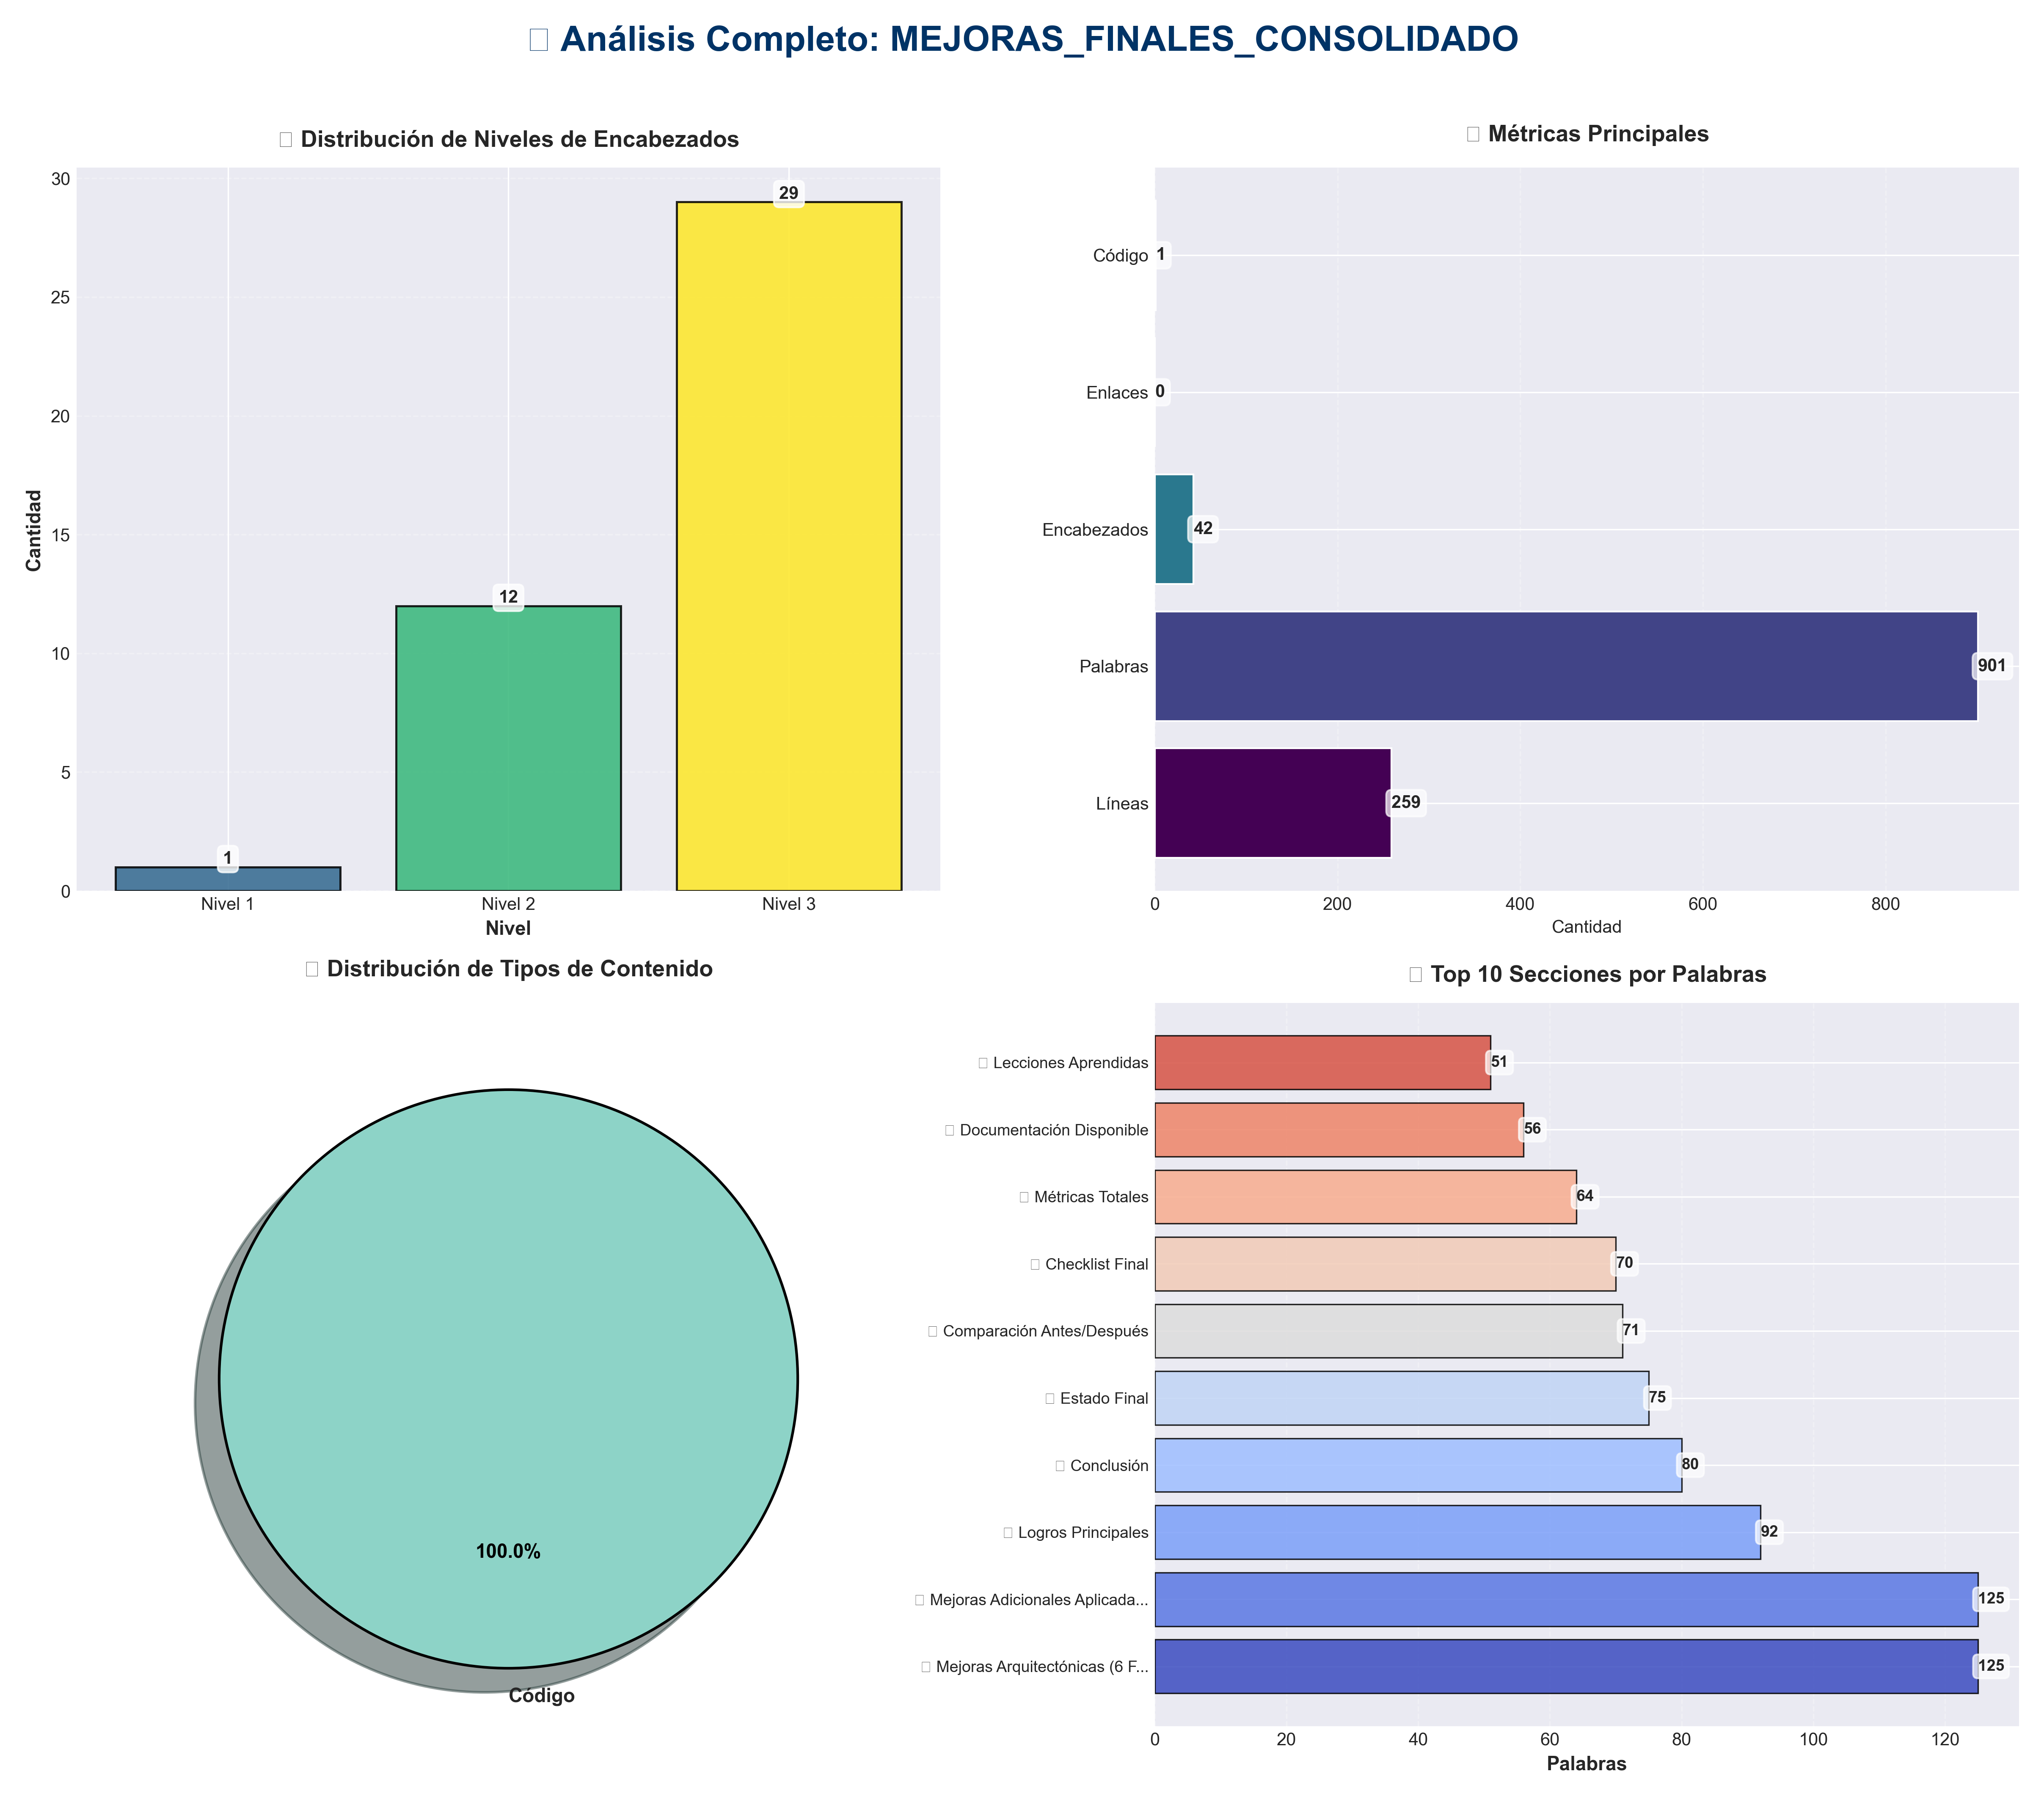 Análisis Completo: MEJORAS_FINALES_CONSOLIDADO
Distribución de Niveles de Encabezados
30
25
20
15
10
5
0
Cantidad
29
12
1
Nivel 1
Nivel 2
Nivel 3
Nivel
Métricas Principales
Código
1
Enlaces
0
Encabezados
42
Palabras
901
Líneas
259
0
200
400
600
800
Cantidad
Distribución de Tipos de Contenido
100.0%
Código
Top 10 Secciones por Palabras
Lecciones Aprendidas
51
Documentación Disponible
56
Métricas Totales
64
Checklist Final
70
Comparación Antes/Después
71
Estado Final
75
Conclusión
80
Logros Principales
92
Mejoras Adicionales Aplicada...
125
Mejoras Arquitectónicas (6 F...
125
0
20
40
60
80
100
120
Palabras